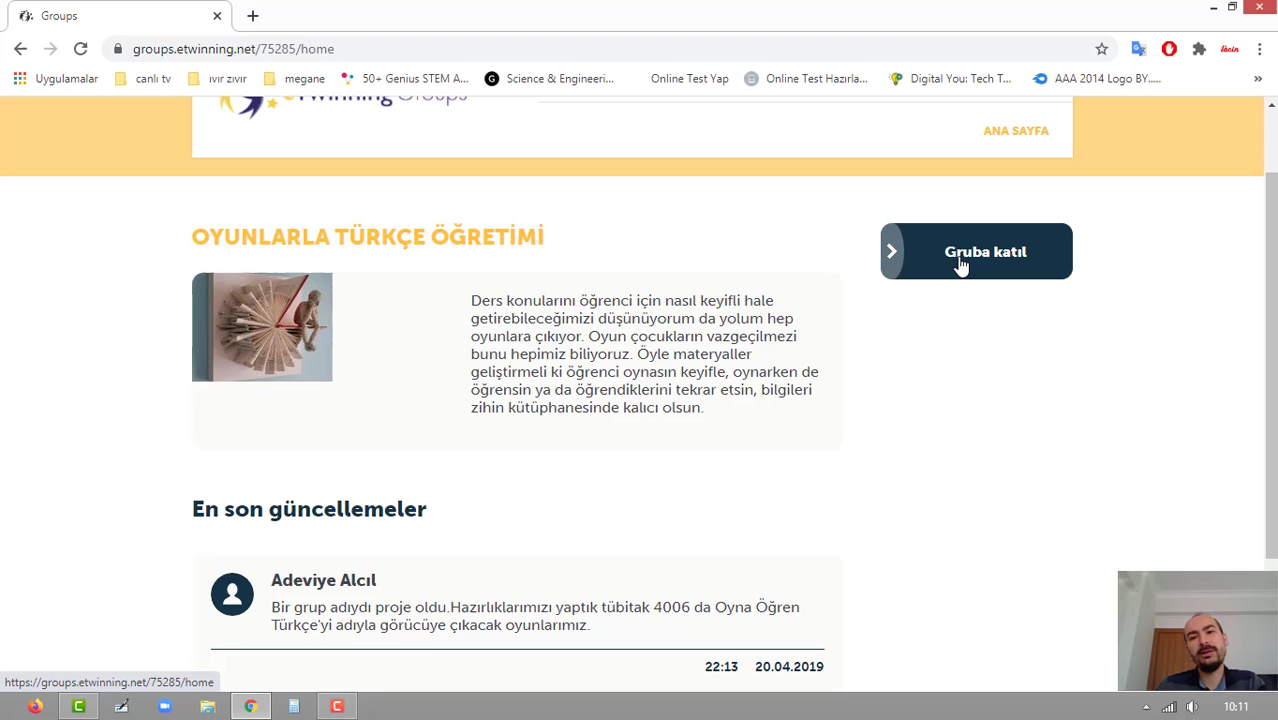 Groups
groups.etwinning.net/75285/home
Uygulamalar
canlı tv
ıvır zıvır
megane
50+ Genius STEM A...
Science & Engineeri...
Online Test Yap
Online Test Hazırla...
Digital You: Tech T...
AAA 2014 Logo BY.....
eTwinning Groups
ANA SAYFA
OYUNLARLA TÜRKÇE ÖĞRETİMİ
Gruba katıl
Ders konularını öğrenci için nasıl keyifli hale
getirebileceğimizi düşünüyorum da yolum hep
oyunlara çıkıyor. Oyun çocukların vazgeçilmezi
bunu hepimiz biliyoruz. Öyle materyaller
geliştirmeli ki öğrenci oynasın keyifle, oynarken de
öğrensin ya da öğrendiklerini tekrar etsin, bilgileri
zihin kütüphanesinde kalıcı olsun.
En son güncellemeler
Adeviye Alcıl
Bir grup adıydı proje oldu.Hazırlıklarımızı yaptık tübitak 4006 da Oyna Öğren
Türkçe'yi adıyla görücüye çıkacak oyunlarımız.
22:13 20.04.2019
https://groups.etwinning.net/75285/home
10:11